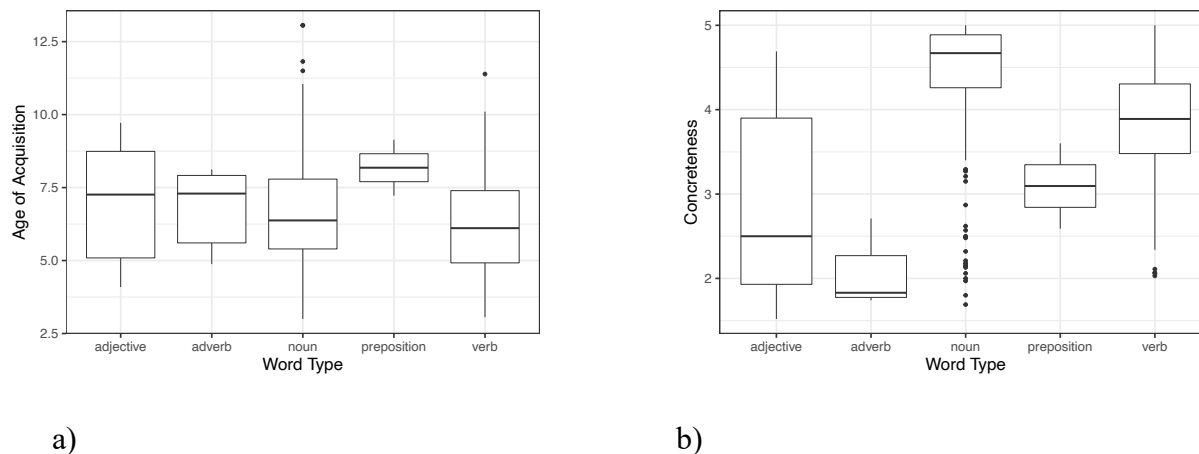 Age of Acquisition
12.5
10.0
7.5
5.0
2.5
adjective adverb noun preposition verb
Word Type
a)
Concreteness
5
4
3
2
adjective adverb noun preposition verb
Word Type
b)